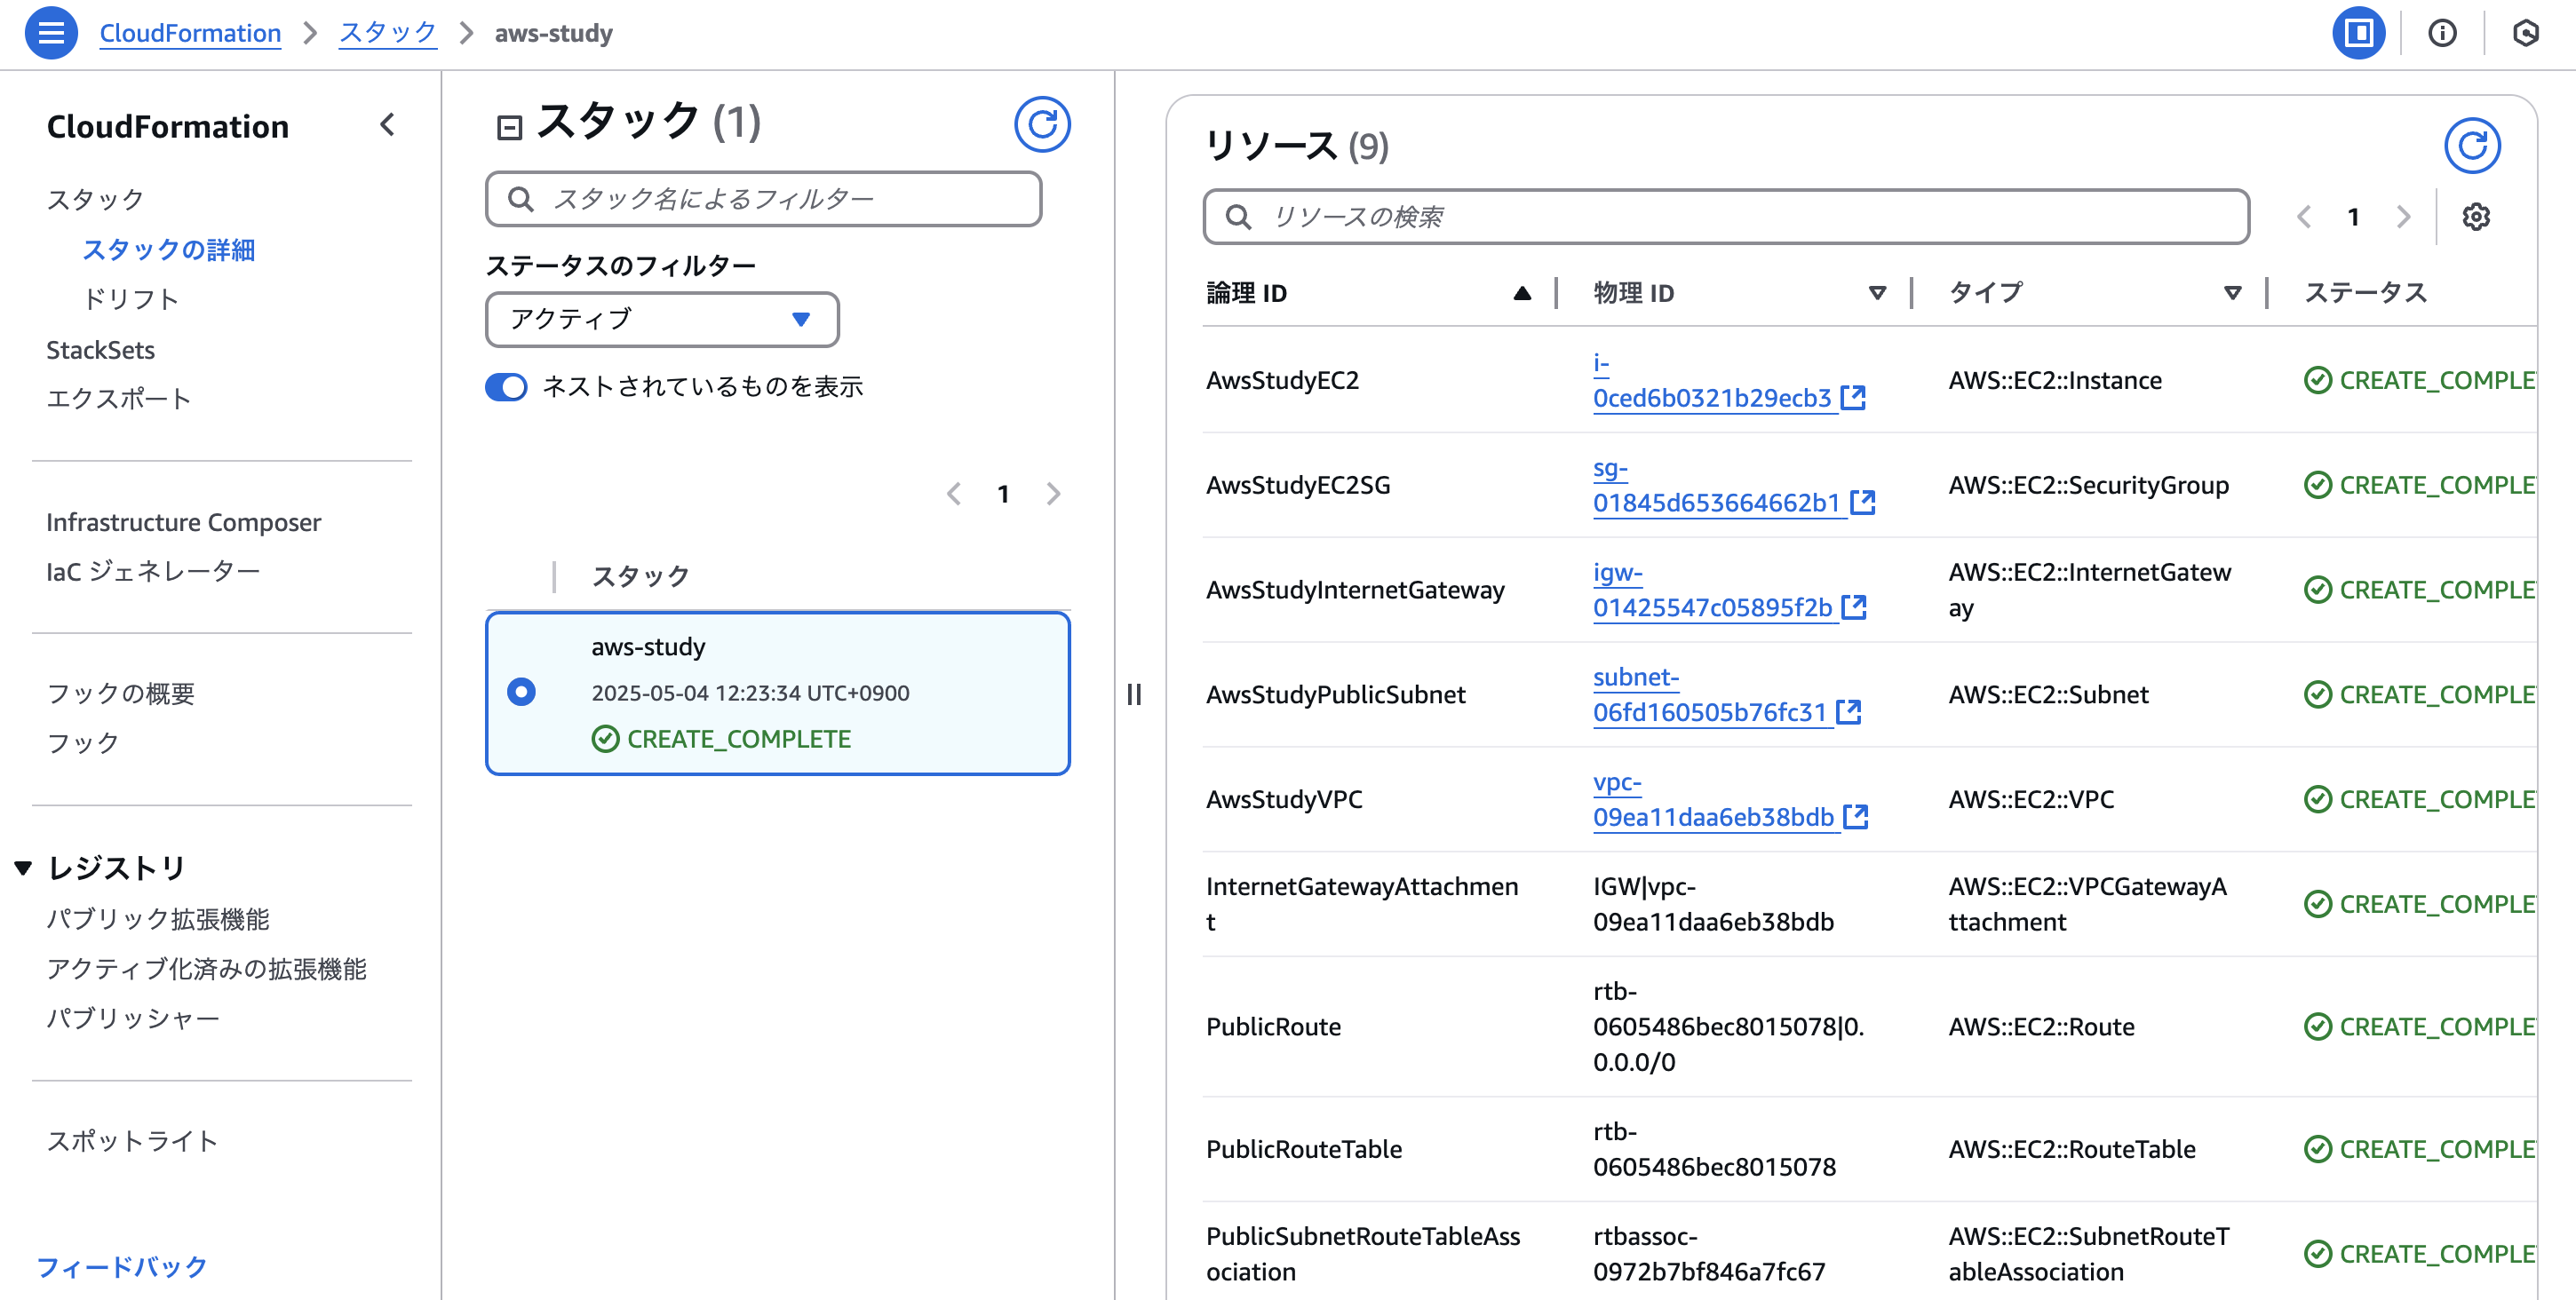 CloudFormation > スタック > aws-study
CloudFormation
スタック
スタックの詳細
ドリフト
StackSets
エクスポート
Infrastructure Composer
IaC ジェネレーター
フックの概要
フック
レジストリ
パブリック拡張機能
アクティブ化済みの拡張機能
パブリッシャー
スポットライト
フィードバック
スタック (1)
スタック名によるフィルター
ステータスのフィルター
アクティブ
ネストされているものを表示
1
スタック
aws-study
2025-05-04 12:23:34 UTC+0900
CREATE_COMPLETE
リソース (9)
リソースの検索
1
論理 ID 物理 ID タイプ ステータス
AwsStudyEC2
i-
0ced6b0321b29ecb3
AWS::EC2::Instance
CREATE_COMPLE
AwsStudyEC2SG
sg-
01845d653664662b1
AWS::EC2::SecurityGroup
CREATE_COMPLE
AwsStudyInternetGateway
igw-
01425547c05895f2b
AWS::EC2::InternetGatew
ay
CREATE_COMPLE
AwsStudyPublicSubnet
subnet-
06fd160505b76fc31
AWS::EC2::Subnet
CREATE_COMPLE
AwsStudyVPC
vpc-
09ea11daa6eb38bdb
AWS::EC2::VPC
CREATE_COMPLE
InternetGatewayAttachmen
t
IGW|vpc-
09ea11daa6eb38bdb
AWS::EC2::VPCGatewayA
ttachment
CREATE_COMPLE
PublicRoute
rtb-
0605486bec8015078|0.
0.0.0/0
AWS::EC2::Route
CREATE_COMPLE
PublicRouteTable
rtb-
0605486bec8015078
AWS::EC2::RouteTable
CREATE_COMPLE
PublicSubnetRouteTableAss
ociation
rtbassoc-
0972b7bf846a7fc67
AWS::EC2::SubnetRouteT
ableAssociation
CREATE_COMPLE